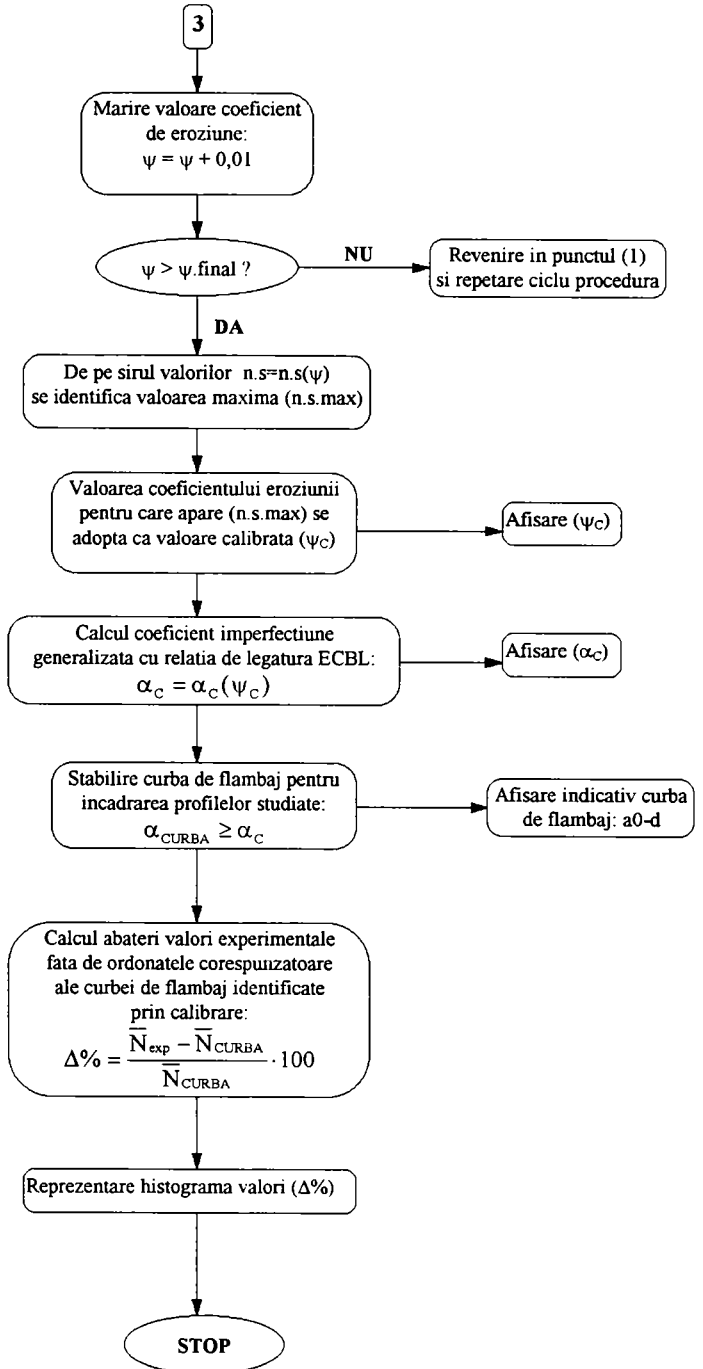 3
Marire valoare coeficient
de eroziune:
ψ = ψ + 0,01
ψ > ψ.final ?
NU
Revenire in punctul (1)
si repetare ciclu procedura
DA
De pe sirul valorilor n.s=n.s(ψ)
se identifica valoarea maxima (n.s.max)
Valoarea coeficientului eroziunii
pentru care apare (n.s.max) se
adopta ca valoare calibrata (ψC)
Afisare (ψC)
Calcul coeficient imperfectiune
generalizata cu relatia de legatura ECBL:
αC = αC(ψC)
Afisare (αC)
Stabilire curba de flambaj pentru
incadrarea profilelor studiate:
αCURBA ≥ αC
Afisare indicativ curba
de flambaj: a0-d
Calcul abateri valori experimentale
fata de ordonatele corespunzatoare
ale curbei de flambaj identificate
prin calibrare:
Δ% = (N̅exp − N̅CURBA) / N̅CURBA · 100
Reprezentare histograma valori (Δ%)
STOP